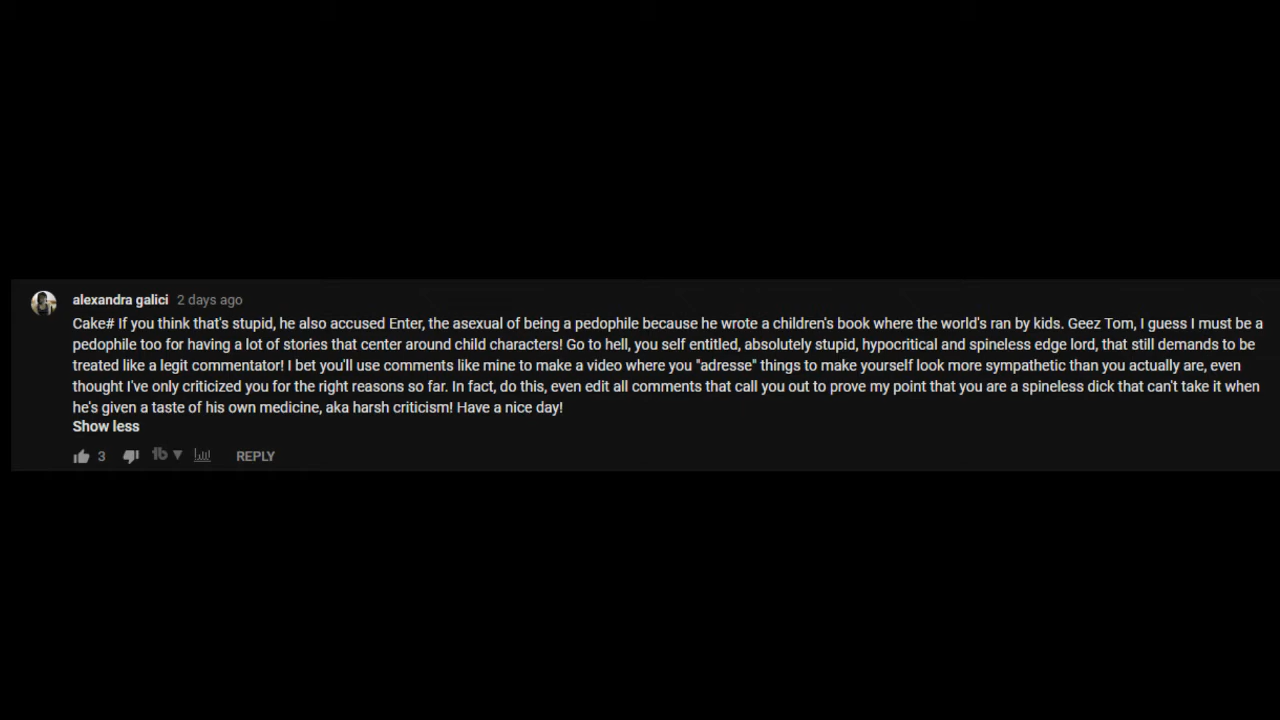 alexandra galici 2 days ago
Cake# If you think that's stupid, he also accused Enter, the asexual of being a pedophile because he wrote a children's book where the world's ran by kids. Geez Tom, I guess I must be a
pedophile too for having a lot of stories that center around child characters! Go to hell, you self entitled, absolutely stupid, hypocritical and spineless edge lord, that still demands to be
treated like a legit commentator! I bet you'll use comments like mine to make a video where you "adresse" things to make yourself look more sympathetic than you actually are, even
thought I've only criticized you for the right reasons so far. In fact, do this, even edit all comments that call you out to prove my point that you are a spineless dick that can't take it when
he's given a taste of his own medicine, aka harsh criticism! Have a nice day!
Show less
3 REPLY